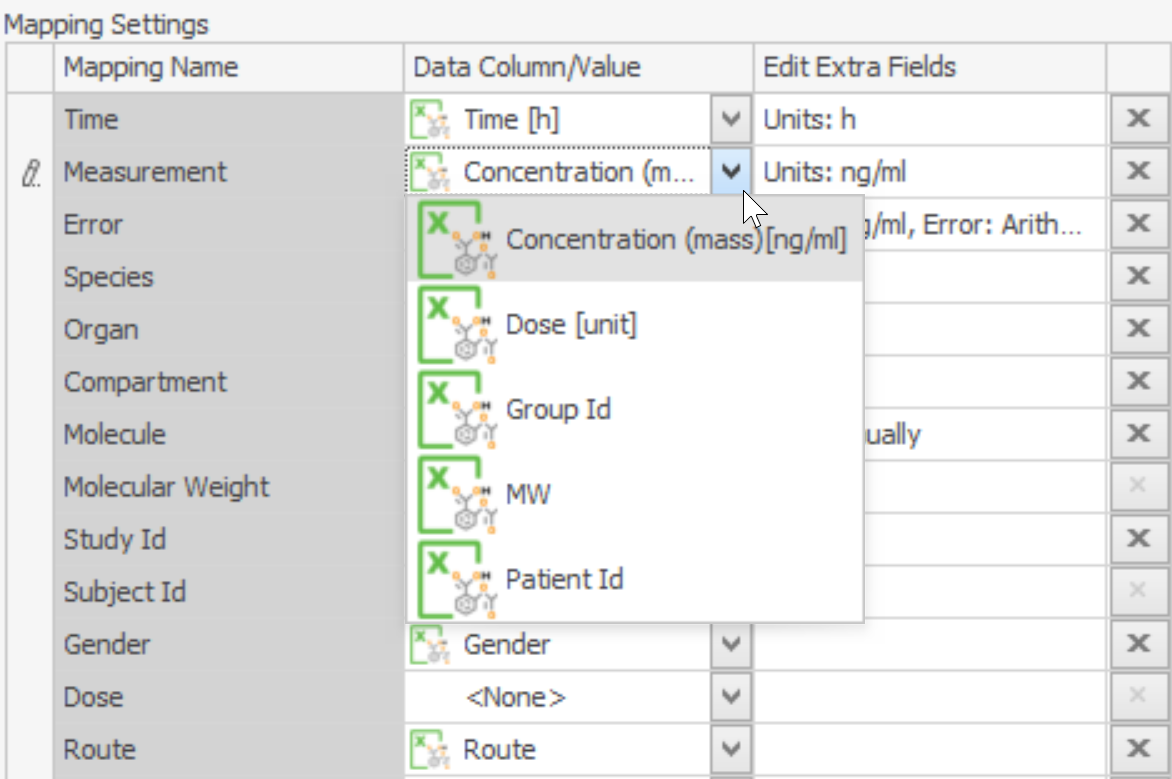 Mapping Settings
Mapping Name Data Column/Value Edit Extra Fields
Time Time [h] Units: h
Measurement Concentration (m... Units: ng/ml
Error Concentration (mass)[ng/ml] g/ml, Error: Arith...
Species
Organ Dose [unit]
Compartment
Molecule Group Id ually
Molecular Weight MW
Study Id
Subject Id Patient Id
Gender Gender
Dose <None>
Route Route